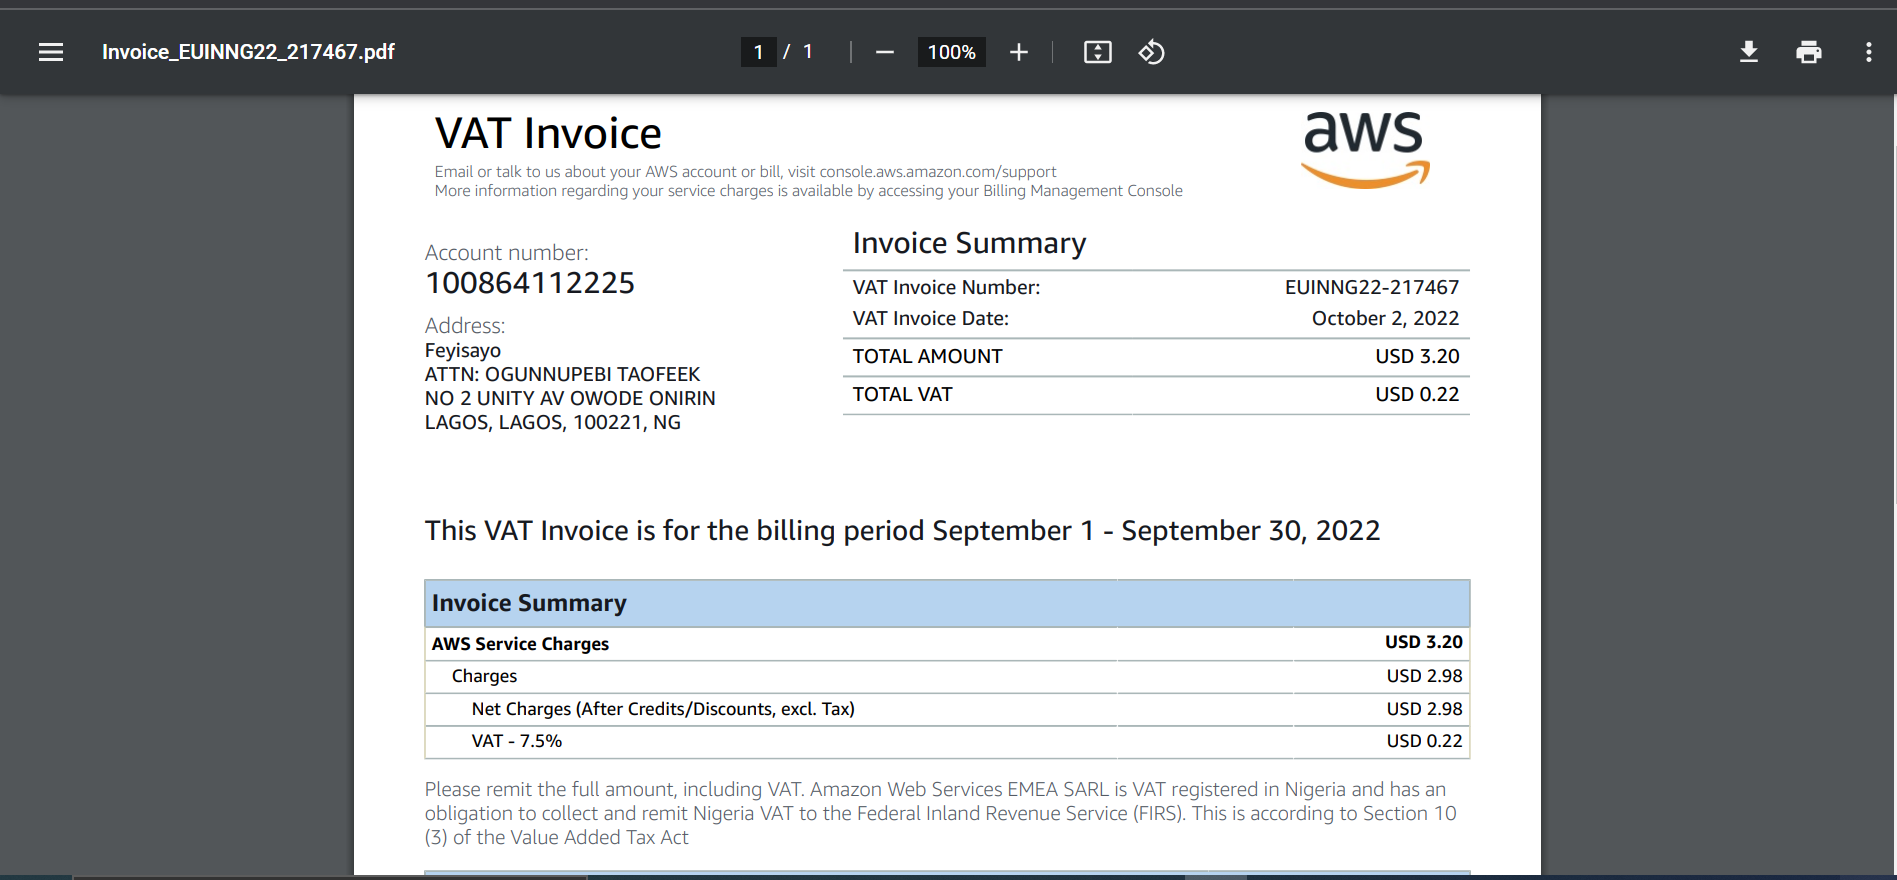 Invoice_EUINNG22_217467.pdf
1 / 1
100%
VAT Invoice
aws
Email or talk to us about your AWS account or bill, visit console.aws.amazon.com/support
More information regarding your service charges is available by accessing your Billing Management Console
Account number:
100864112225
Address:
Feyisayo
ATTN: OGUNNUPEBI TAOFEEK
NO 2 UNITY AV OWODE ONIRIN
LAGOS, LAGOS, 100221, NG
Invoice Summary
VAT Invoice Number: EUINNG22-217467
VAT Invoice Date: October 2, 2022
TOTAL AMOUNT USD 3.20
TOTAL VAT USD 0.22
This VAT Invoice is for the billing period September 1 - September 30, 2022
Invoice Summary
AWS Service Charges USD 3.20
Charges USD 2.98
Net Charges (After Credits/Discounts, excl. Tax) USD 2.98
VAT - 7.5% USD 0.22
Please remit the full amount, including VAT. Amazon Web Services EMEA SARL is VAT registered in Nigeria and has an
obligation to collect and remit Nigeria VAT to the Federal Inland Revenue Service (FIRS). This is according to Section 10
(3) of the Value Added Tax Act